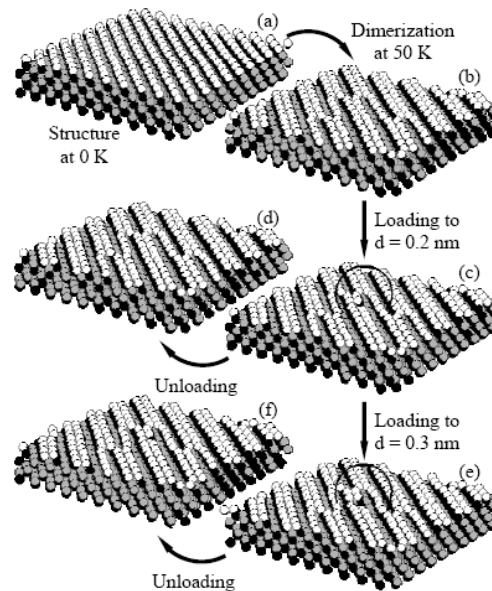 (a)
Dimerization
at 50 K
(b)
Structure
at 0 K
(d)
Loading to
d = 0.2 nm
(c)
Unloading
(f)
Loading to
d = 0.3 nm
(e)
Unloading